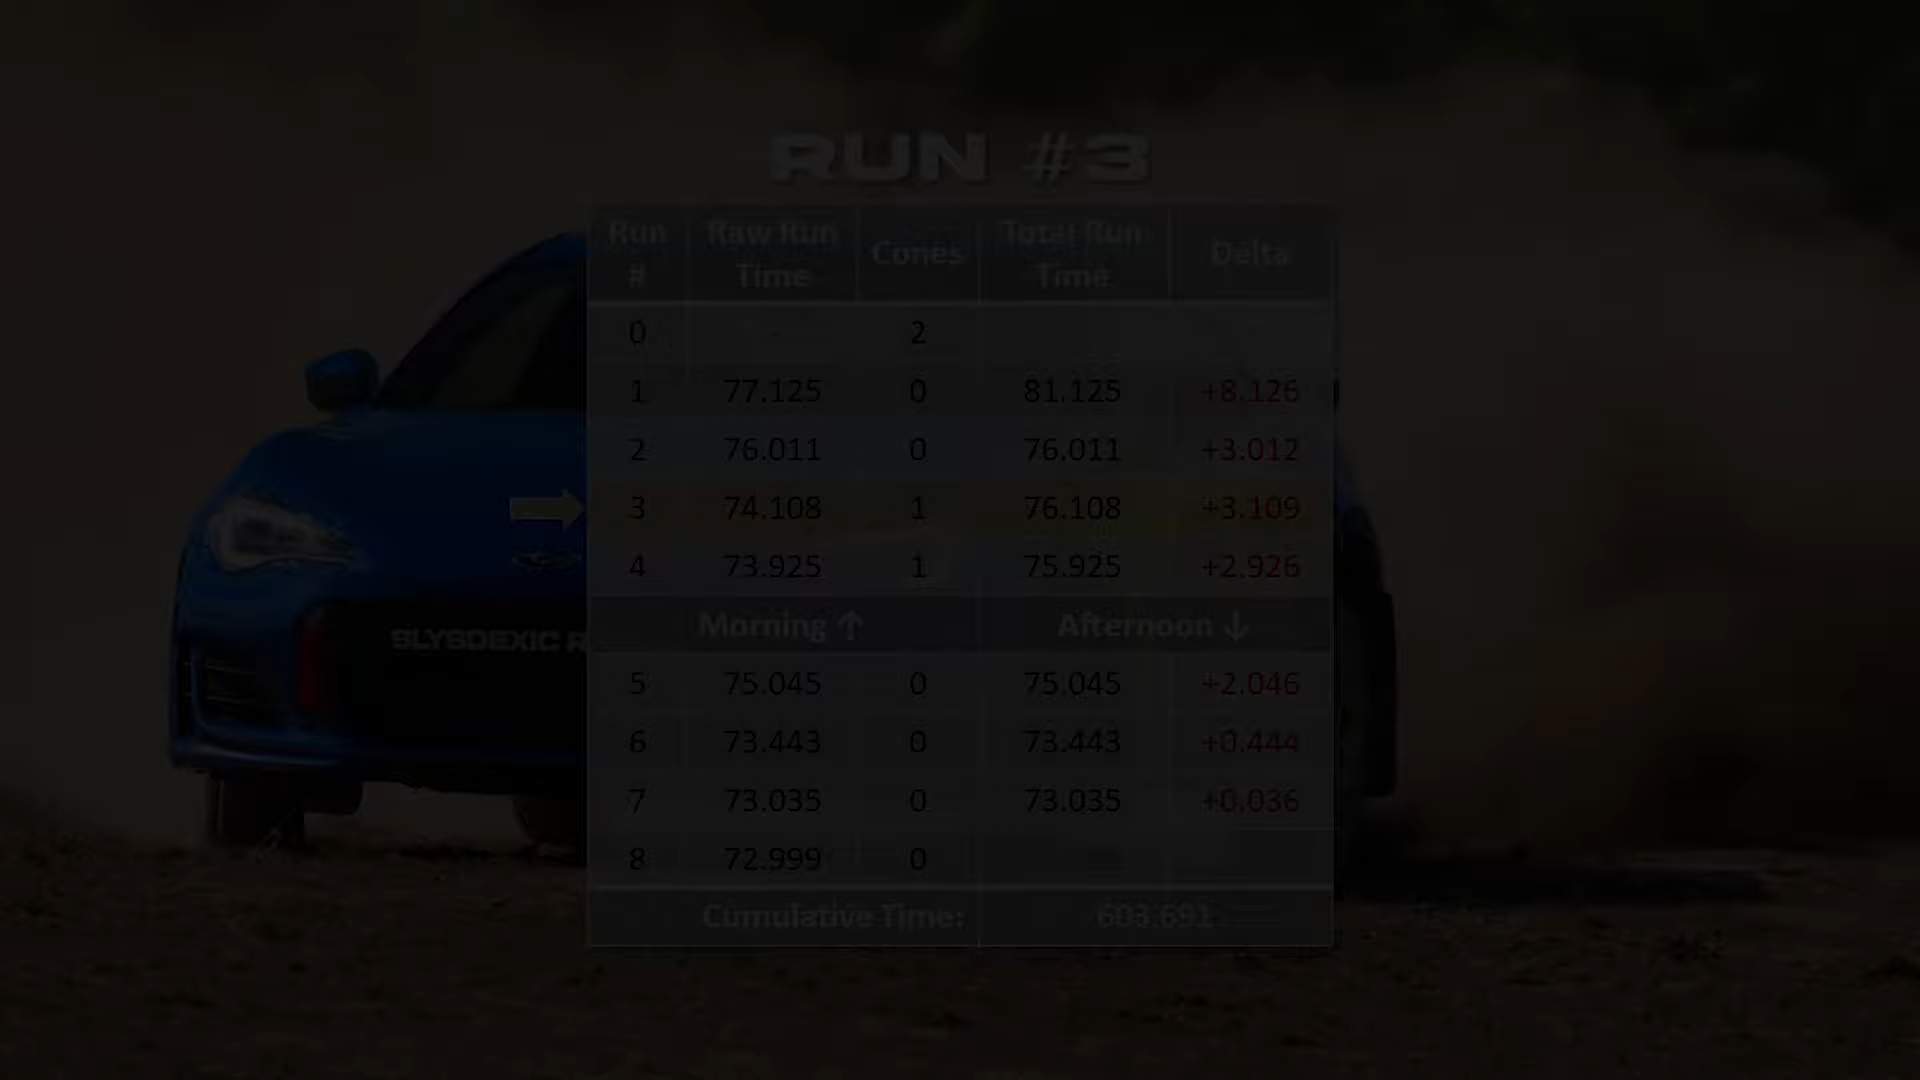 RUN #3
Run # Raw Run Time Cones Total Run Time Delta
0 2
1 77.125 0 81.125 +8.126
2 76.011 0 76.011 +3.012
3 74.108 1 76.108 +3.109
4 73.925 1 75.925 +2.926
Morning ↑ Afternoon ↓
5 75.045 0 75.045 +2.046
6 73.443 0 73.443 +0.444
7 73.035 0 73.035 +0.036
8 72.999 0
Cumulative Time: 603.691
SLYSDEXIC R